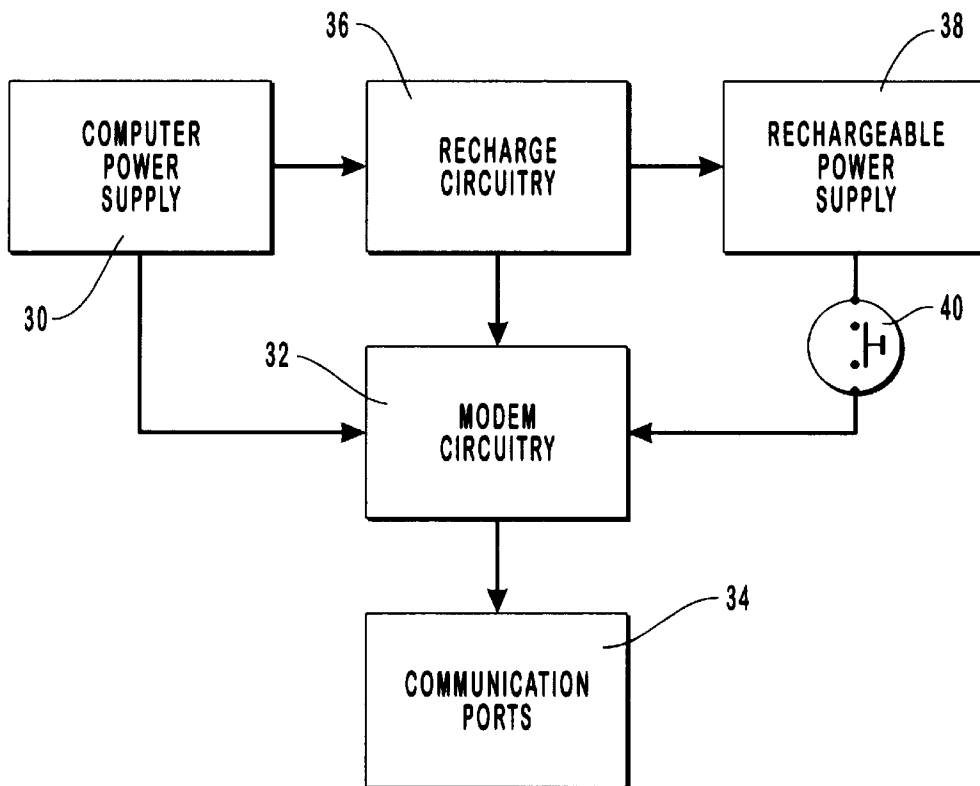 36
38
COMPUTER
POWER
SUPPLY
RECHARGE
CIRCUITRY
RECHARGEABLE
POWER
SUPPLY
30
40
32
MODEM
CIRCUITRY
34
COMMUNICATION
PORTS